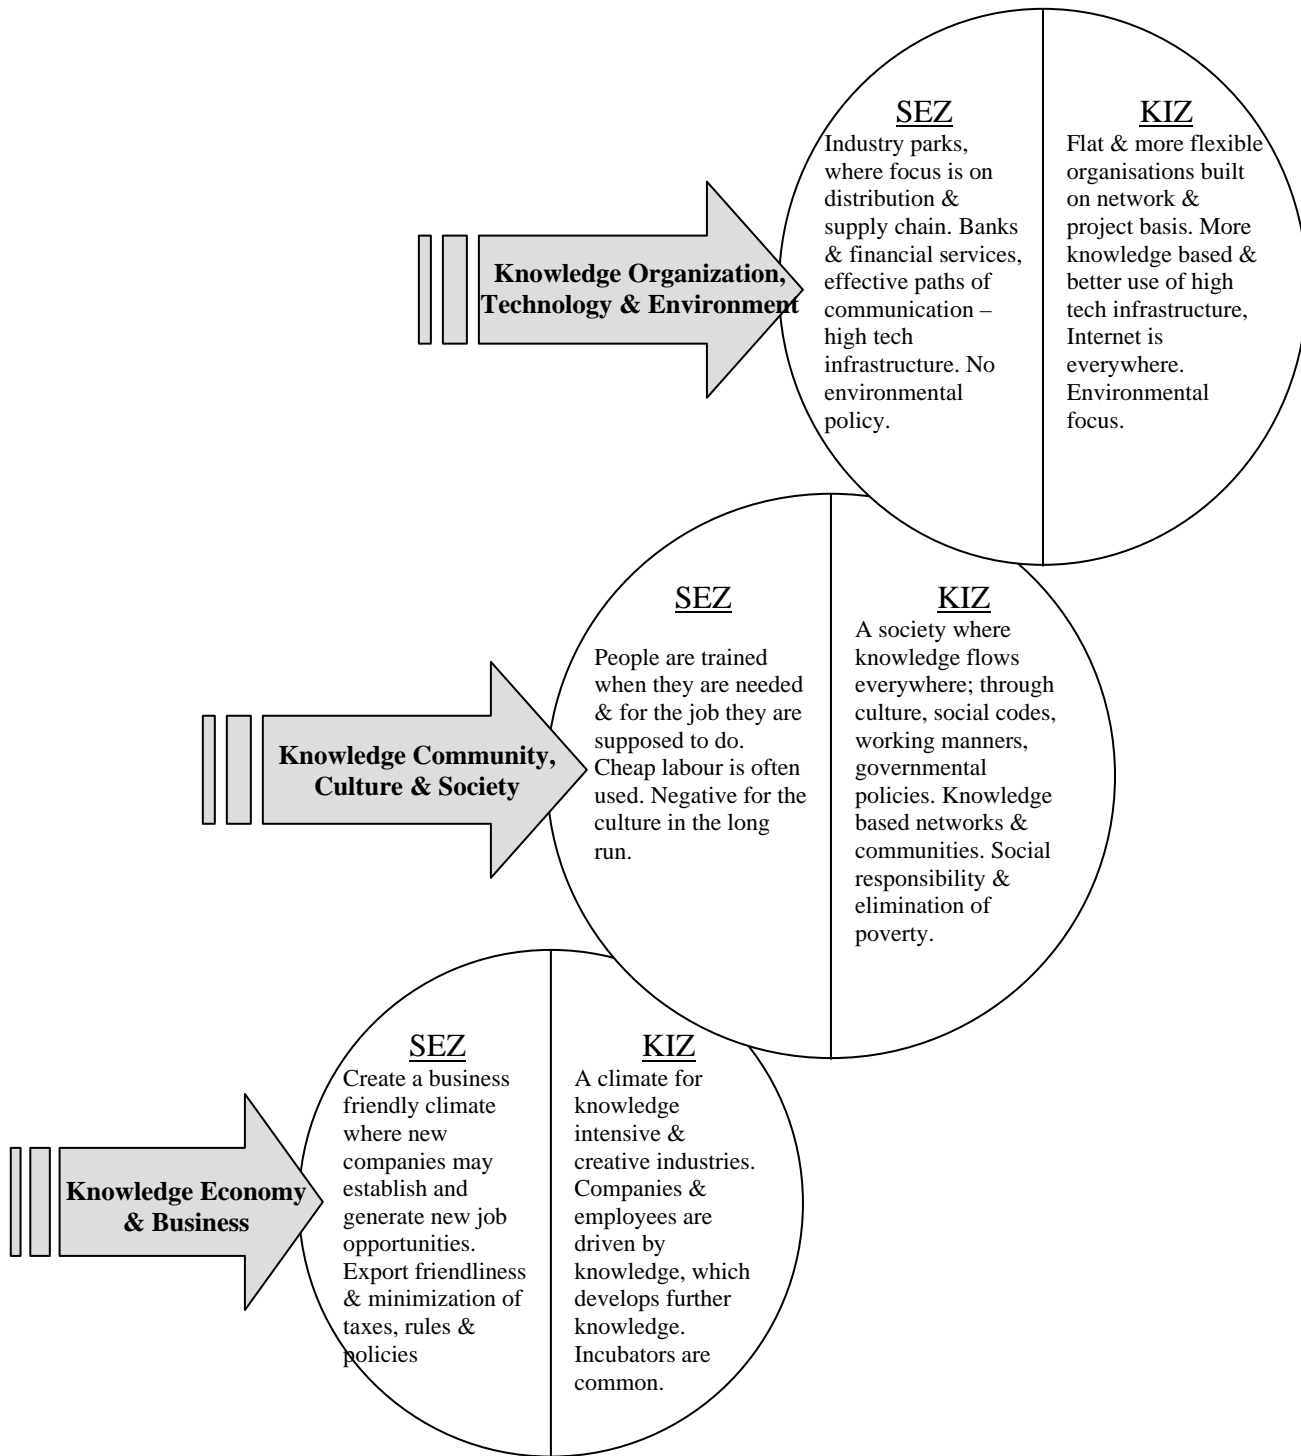 SEZ
Industry parks,
where focus is on
distribution &
supply chain. Banks
& financial services,
effective paths of
communication –
high tech
infrastructure. No
environmental
policy.
KIZ
Flat & more flexible
organisations built
on network &
project basis. More
knowledge based &
better use of high
tech infrastructure,
Internet is
everywhere.
Environmental
focus.
Knowledge Organization,
Technology & Environment
SEZ
People are trained
when they are needed
& for the job they are
supposed to do.
Cheap labour is often
used. Negative for the
culture in the long
run.
KIZ
A society where
knowledge flows
everywhere; through
culture, social codes,
working manners,
governmental
policies. Knowledge
based networks &
communities. Social
responsibility &
elimination of
poverty.
Knowledge Community,
Culture & Society
SEZ
Create a business
friendly climate
where new
companies may
establish and
generate new job
opportunities.
Export friendliness
& minimization of
taxes, rules &
policies
KIZ
A climate for
knowledge
intensive &
creative industries.
Companies &
employees are
driven by
knowledge, which
develops further
knowledge.
Incubators are
common.
Knowledge Economy
& Business